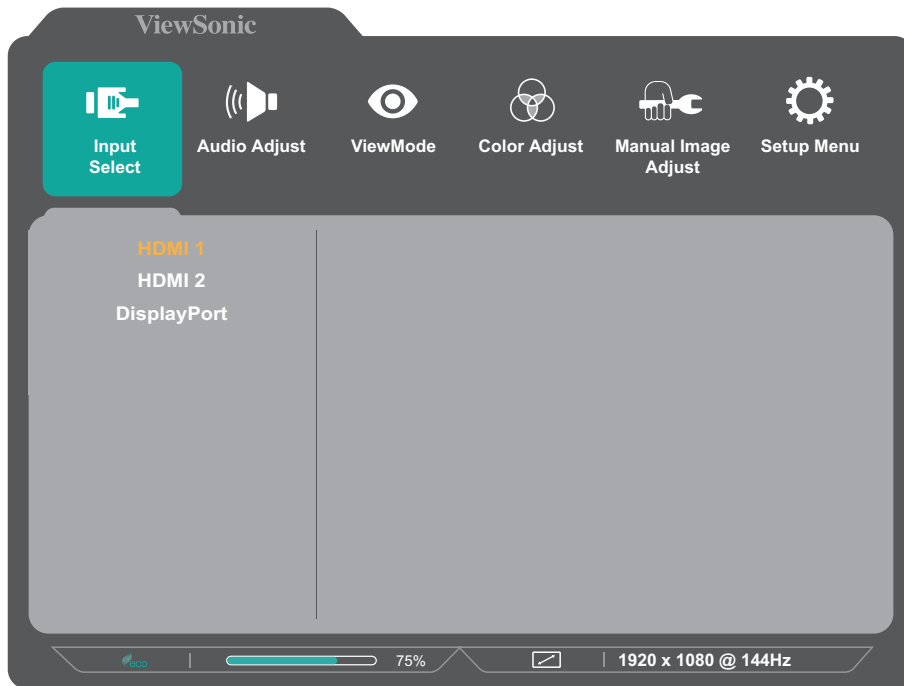 ViewSonic
Input
Select
Audio Adjust
ViewMode
Color Adjust
Manual Image
Adjust
Setup Menu
HDMI 1
HDMI 2
DisplayPort
eco
75%
1920 x 1080 @ 144Hz